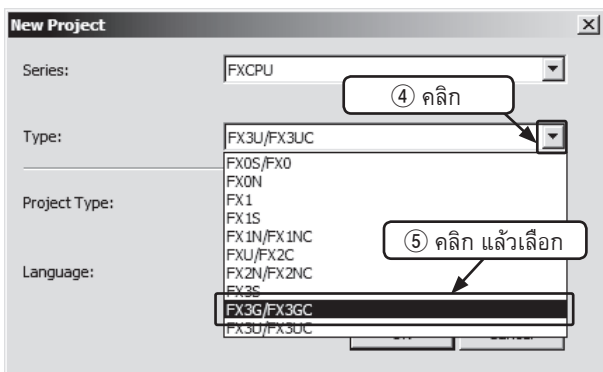 New Project
Series:
FXCPU
④ คลิก
Type:
FX3U/FX3UC
FX0S/FX0
FX0N
FX1
FX1S
FX1N/FX1NC
FXU/FX2C
FX2N/FX2NC
FX3S
FX3G/FX3GC
FX3U/FX3UC
Project Type:
⑤ คลิก แล้วเลือก
Language: